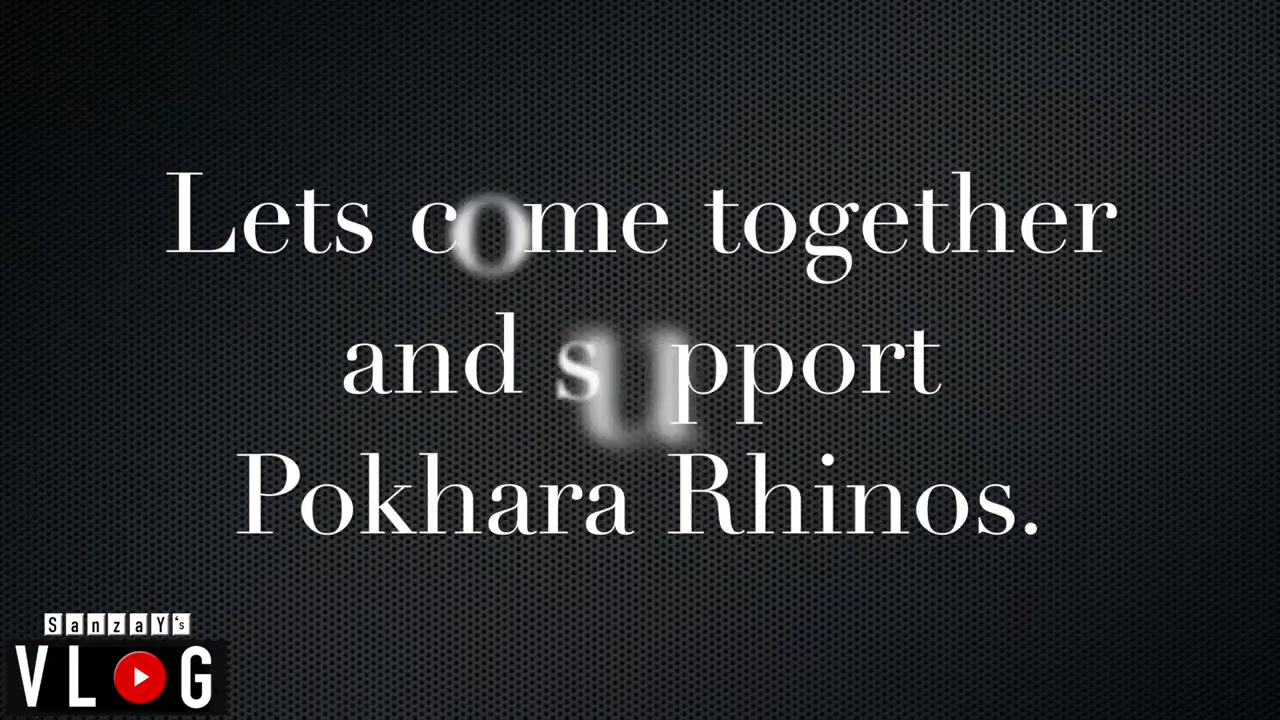 Lets come together
and support
Pokhara Rhinos.
SanzaY's
VLOG